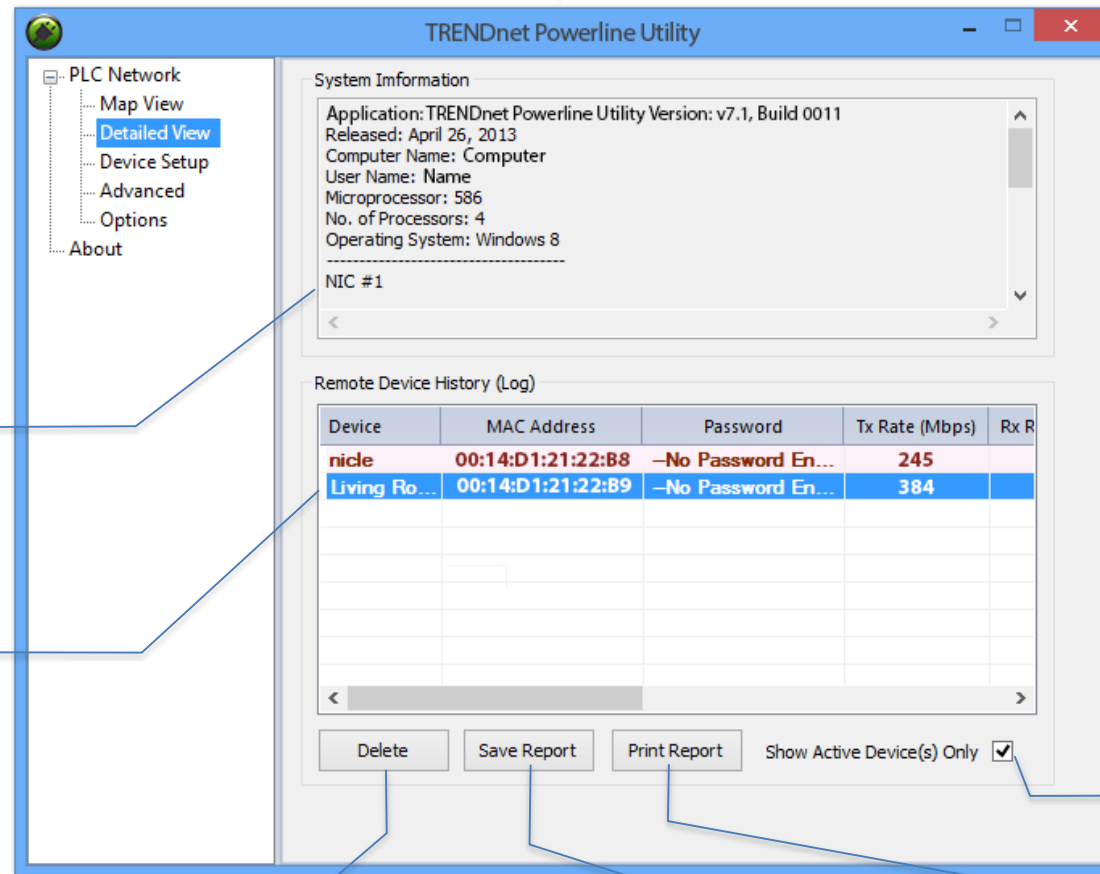 TRENDnet Powerline Utility
PLC Network
Map View
Detailed View
Device Setup
Advanced
Options
About
System Imformation
Application: TRENDnet Powerline Utility Version: v7.1, Build 0011
Released: April 26, 2013
Computer Name: Computer
User Name: Name
Microprocessor: 586
No. of Processors: 4
Operating System: Windows 8
-------------------------------------
NIC #1
Remote Device History (Log)
Device MAC Address Password Tx Rate (Mbps) Rx R
nicle 00:14:D1:21:22:B8 —No Password En... 245
Living Ro... 00:14:D1:21:22:B9 —No Password En... 384
Delete Save Report Print Report Show Active Device(s) Only